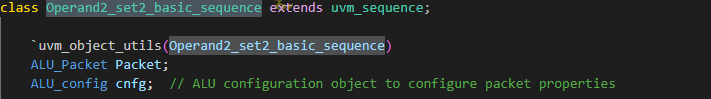 class Operand2_set2_basic_sequence extends uvm_sequence;
`uvm_object_utils(Operand2_set2_basic_sequence)
ALU_Packet Packet;
ALU_config cnfg;  // ALU configuration object to configure packet properties